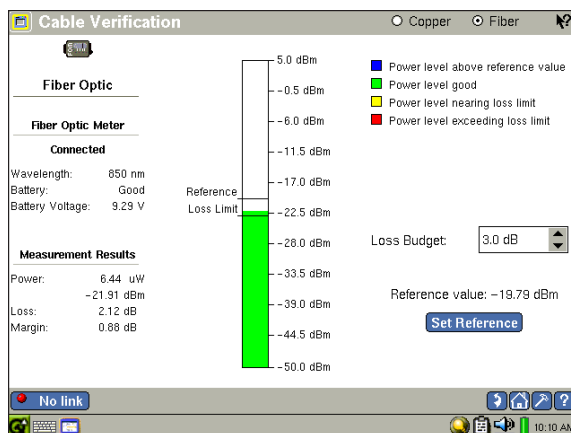 Cable Verification
Copper
Fiber
5.0 dBm
Power level above reference value
Fiber Optic
-0.5 dBm
Power level good
Power level nearing loss limit
Fiber Optic Meter
-6.0 dBm
Power level exceeding loss limit
Connected
-11.5 dBm
Wavelength: 850 nm
-17.0 dBm
Battery: Good
Reference
Battery Voltage: 9.29 V
Loss Limit
-22.5 dBm
Loss Budget: 3.0 dB
-28.0 dBm
Measurement Results
Power: 6.44 uW
-33.5 dBm
-21.91 dBm
Reference value: -19.79 dBm
Loss: 2.12 dB
-39.0 dBm
Margin: 0.88 dB
Set Reference
-44.5 dBm
-50.0 dBm
No link
10:10 AM